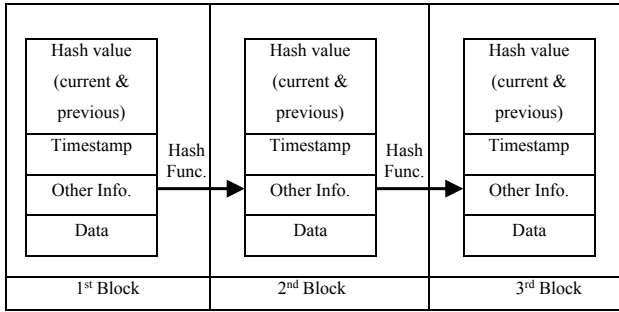 Hash value
(current &
previous)
Timestamp
Other Info.
Data
Hash
Func.
Hash value
(current &
previous)
Timestamp
Other Info.
Data
Hash
Func.
Hash value
(current &
previous)
Timestamp
Other Info.
Data
1st Block
2nd Block
3rd Block